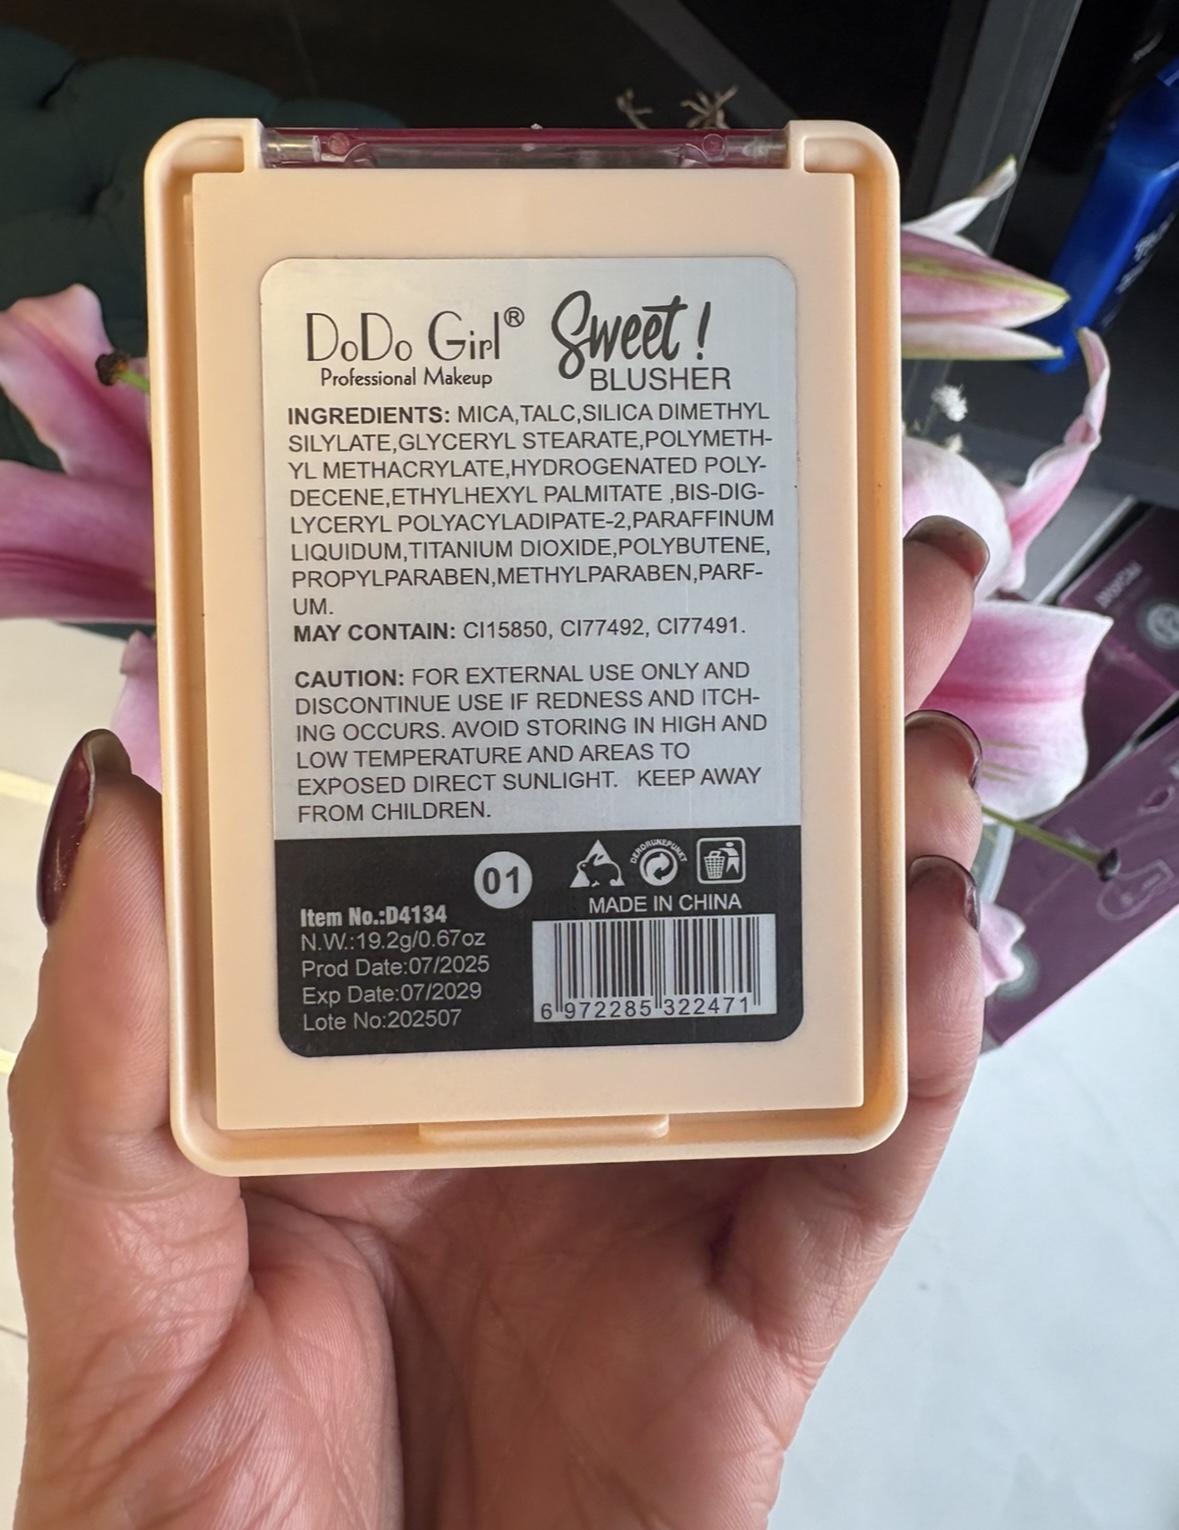 DoDo Girl® Sweet!
Professional Makeup BLUSHER
INGREDIENTS: MICA,TALC,SILICA DIMETHYL
SILYLATE,GLYCERYL STEARATE,POLYMETH-
YL METHACRYLATE,HYDROGENATED POLY-
DECENE,ETHYLHEXYL PALMITATE ,BIS-DIG-
LYCERYL POLYACYLADIPATE-2,PARAFFINUM
LIQUIDUM,TITANIUM DIOXIDE,POLYBUTENE,
PROPYLPARABEN,METHYLPARABEN,PARF-
UM.
MAY CONTAIN: CI15850, CI77492, CI77491.
CAUTION: FOR EXTERNAL USE ONLY AND
DISCONTINUE USE IF REDNESS AND ITCH-
ING OCCURS. AVOID STORING IN HIGH AND
LOW TEMPERATURE AND AREAS TO
EXPOSED DIRECT SUNLIGHT. KEEP AWAY
FROM CHILDREN.
01
DERGRÜNEPUNKT
MADE IN CHINA
Item No.:D4134
N.W.:19.2g/0.67oz
Prod Date:07/2025
Exp Date:07/2029
Lote No:202507
6 972285 322471